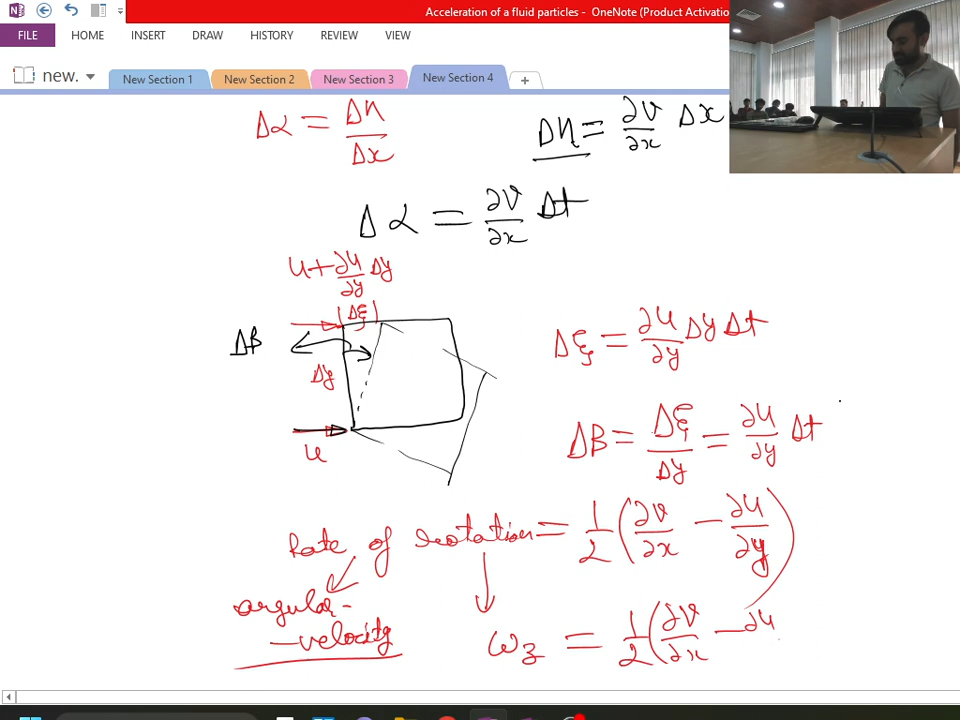 Acceleration of a fluid particles - OneNote (Product Activatio
FILE HOME INSERT DRAW HISTORY REVIEW VIEW
new. New Section 1 New Section 2 New Section 3 New Section 4 +
Δα = Δη/Δx
Δη = ∂v/∂x Δx
Δα = ∂v/∂x Δt
u + ∂u/∂y Δy
(Δξ)
Δβ
Δy
u
Δξ = ∂u/∂y Δy Δt
Δβ = Δξ/Δy = ∂u/∂y Δt
Rate of rotation = 1/2 (∂v/∂x − ∂u/∂y)
angular-
-velocity
ω_z = 1/2 (∂v/∂x − ∂u